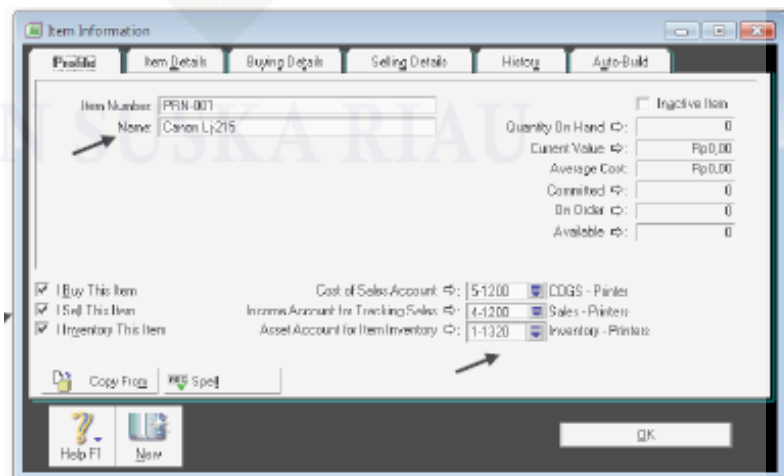 Item Information
Profile Item Details Buying Details Selling Details History Auto-Build
Item Number: PRN-001
Inactive Item
Name: Canon Lj-215
Quantity On Hand ⇨: 0
Current Value ⇨: Rp0,00
Average Cost: Rp0,00
Committed ⇨: 0
On Order ⇨: 0
Available ⇨: 0
N SUSKA RIAU
I Buy This Item
Cost of Sales Account ⇨: 5-1200 COGS - Printer
I Sell This Item
Income Account for Tracking Sales ⇨: 4-1200 Sales - Printers
I Inventory This Item
Asset Account for Item Inventory ⇨: 1-1320 Inventory - Printers
Copy From Spell
Help F1 New OK